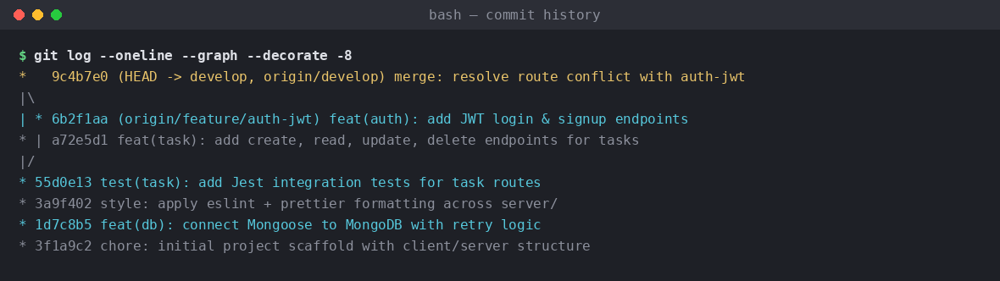 bash — commit history
$ git log --oneline --graph --decorate -8
*   9c4b7e0 (HEAD -> develop, origin/develop) merge: resolve route conflict with auth-jwt
|\
| * 6b2f1aa (origin/feature/auth-jwt) feat(auth): add JWT login & signup endpoints
* | a72e5d1 feat(task): add create, read, update, delete endpoints for tasks
|/
* 55d0e13 test(task): add Jest integration tests for task routes
* 3a9f402 style: apply eslint + prettier formatting across server/
* 1d7c8b5 feat(db): connect Mongoose to MongoDB with retry logic
* 3f1a9c2 chore: initial project scaffold with client/server structure